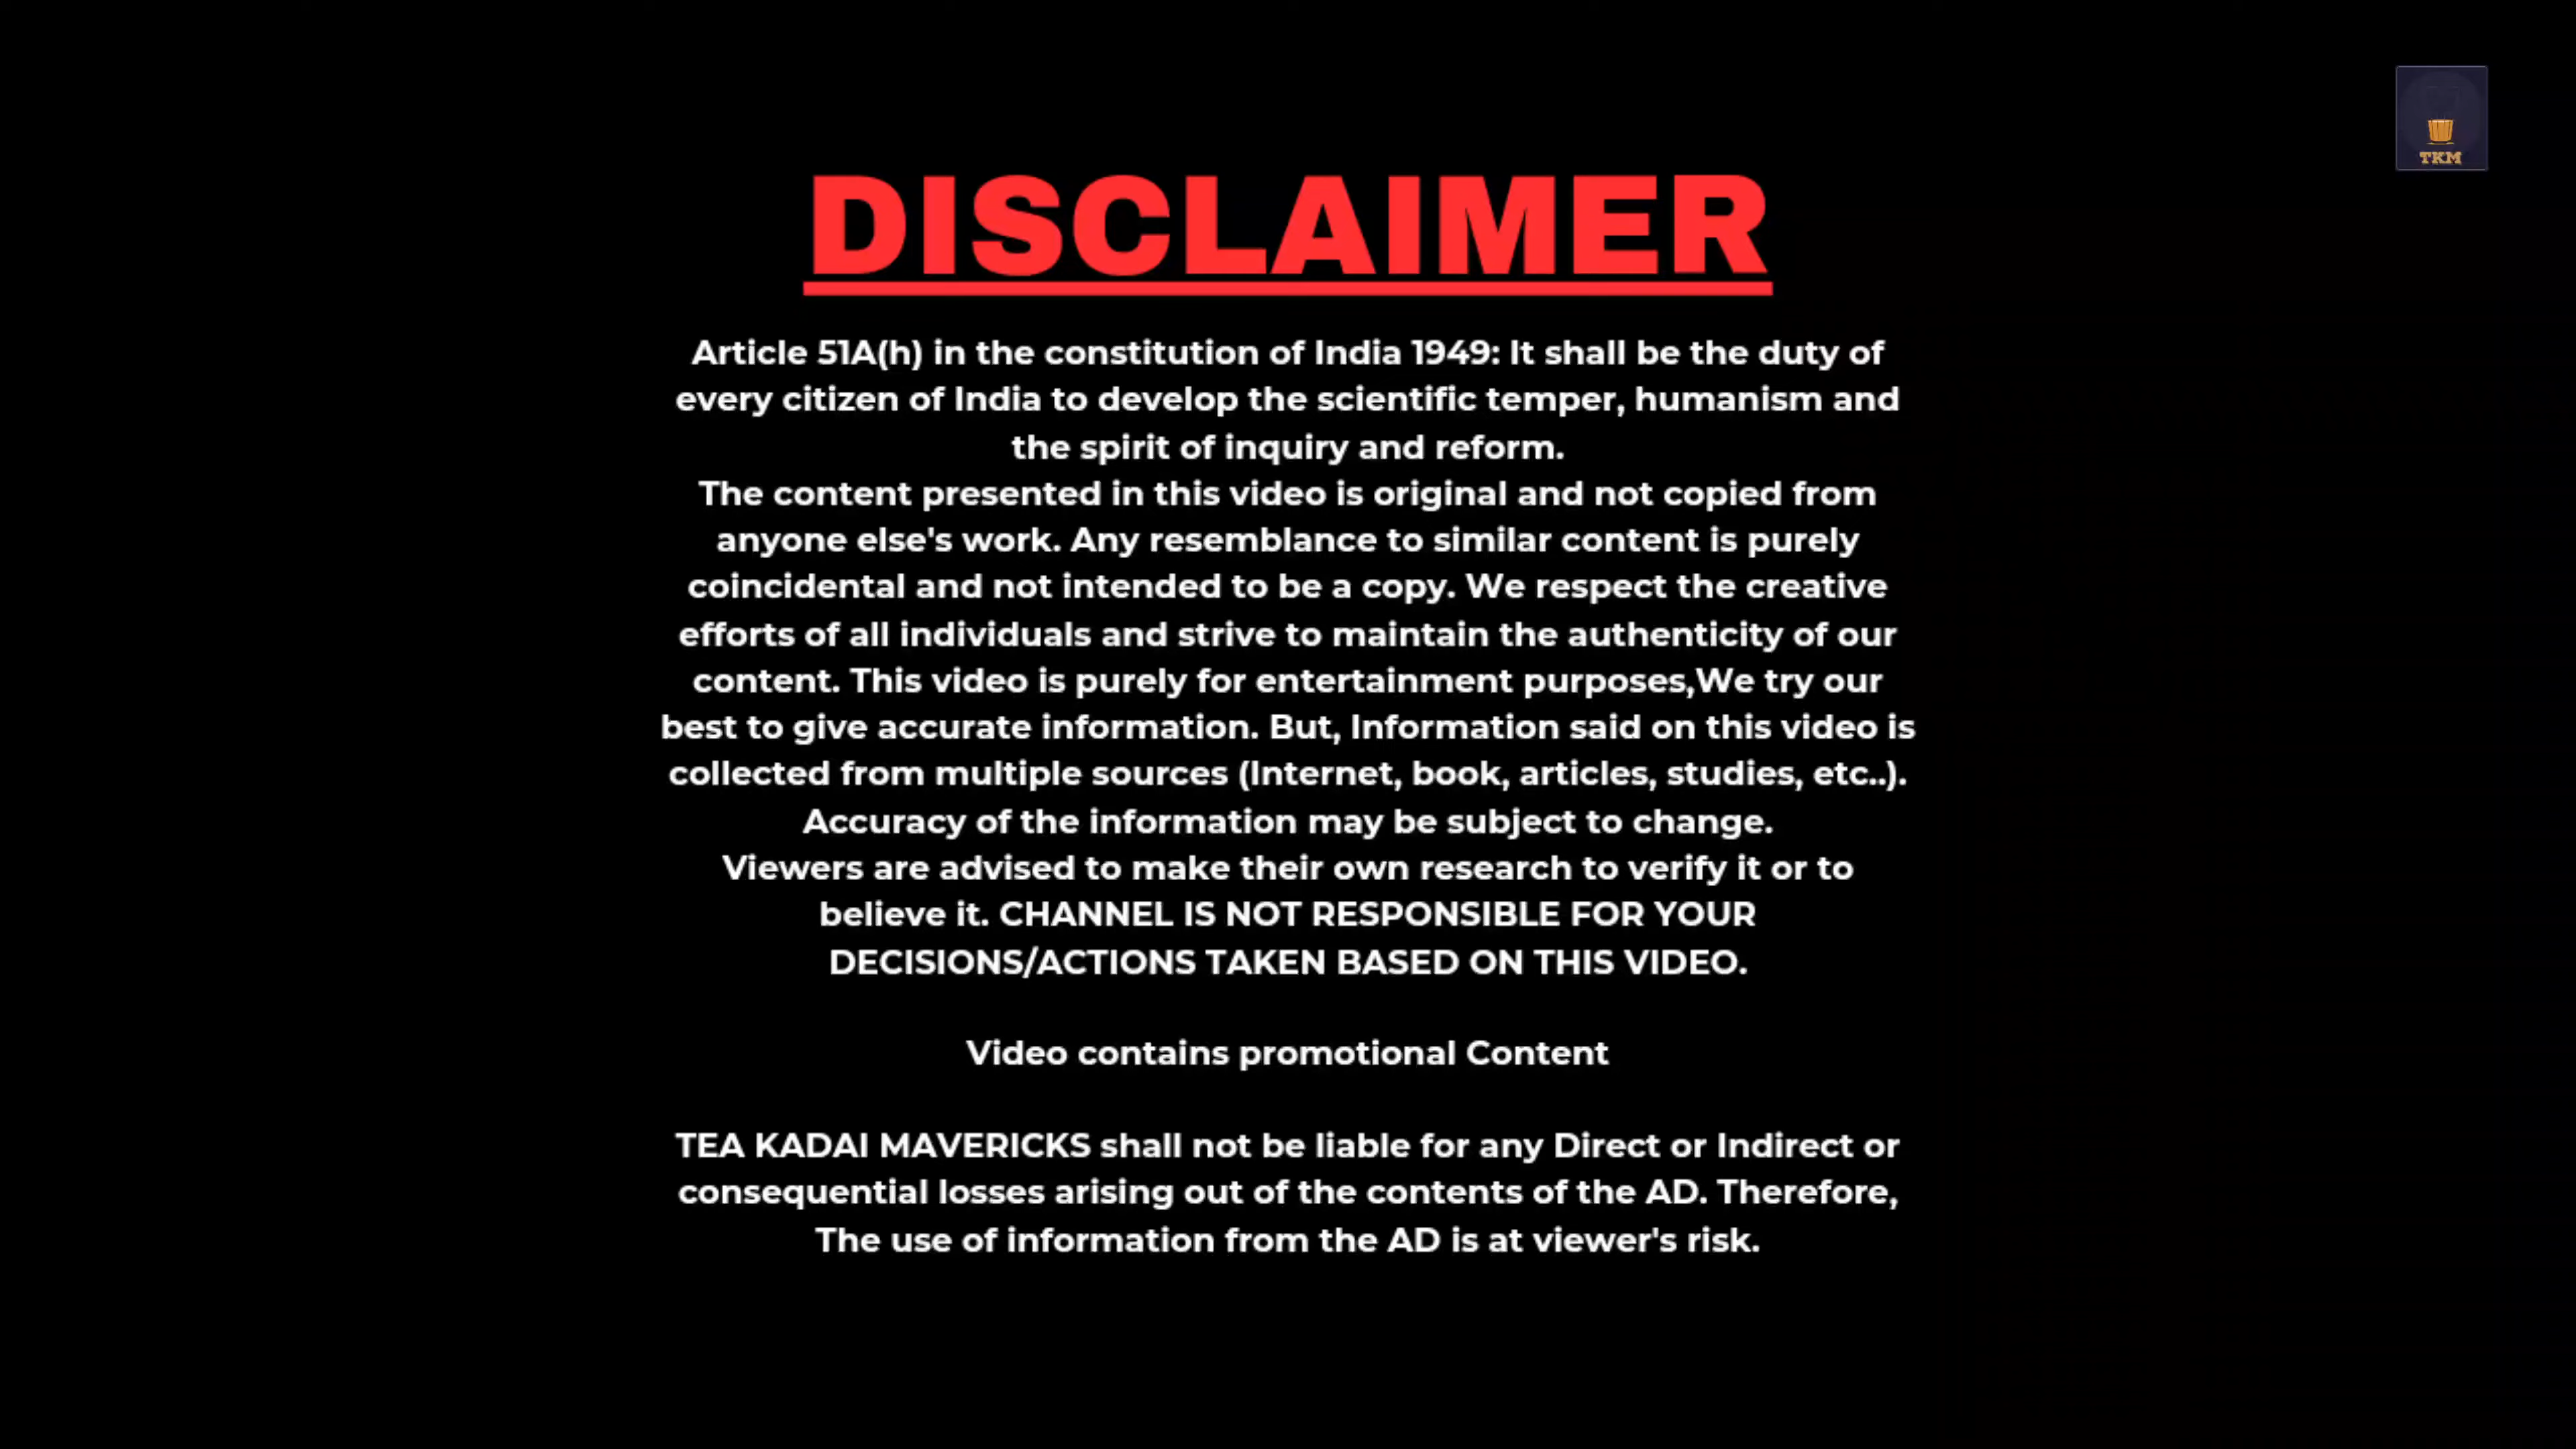 TKM
DISCLAIMER
Article 51A(h) in the constitution of India 1949: It shall be the duty of
every citizen of India to develop the scientific temper, humanism and
the spirit of inquiry and reform.
The content presented in this video is original and not copied from
anyone else's work. Any resemblance to similar content is purely
coincidental and not intended to be a copy. We respect the creative
efforts of all individuals and strive to maintain the authenticity of our
content. This video is purely for entertainment purposes,We try our
best to give accurate information. But, Information said on this video is
collected from multiple sources (Internet, book, articles, studies, etc..).
Accuracy of the information may be subject to change.
Viewers are advised to make their own research to verify it or to
believe it. CHANNEL IS NOT RESPONSIBLE FOR YOUR
DECISIONS/ACTIONS TAKEN BASED ON THIS VIDEO.
Video contains promotional Content
TEA KADAI MAVERICKS shall not be liable for any Direct or Indirect or
consequential losses arising out of the contents of the AD. Therefore,
The use of information from the AD is at viewer's risk.